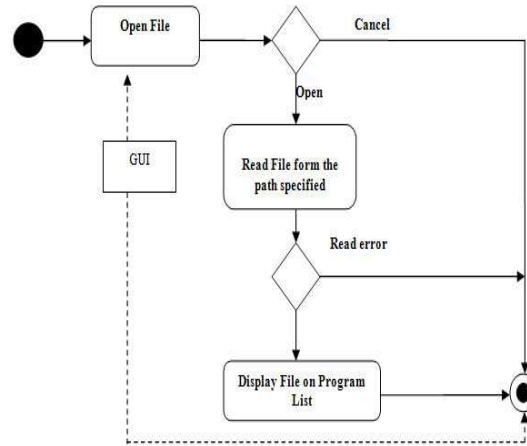 Open File
Cancel
Open
GUI
Read File form the
path specified
Read error
Display File on Program
List